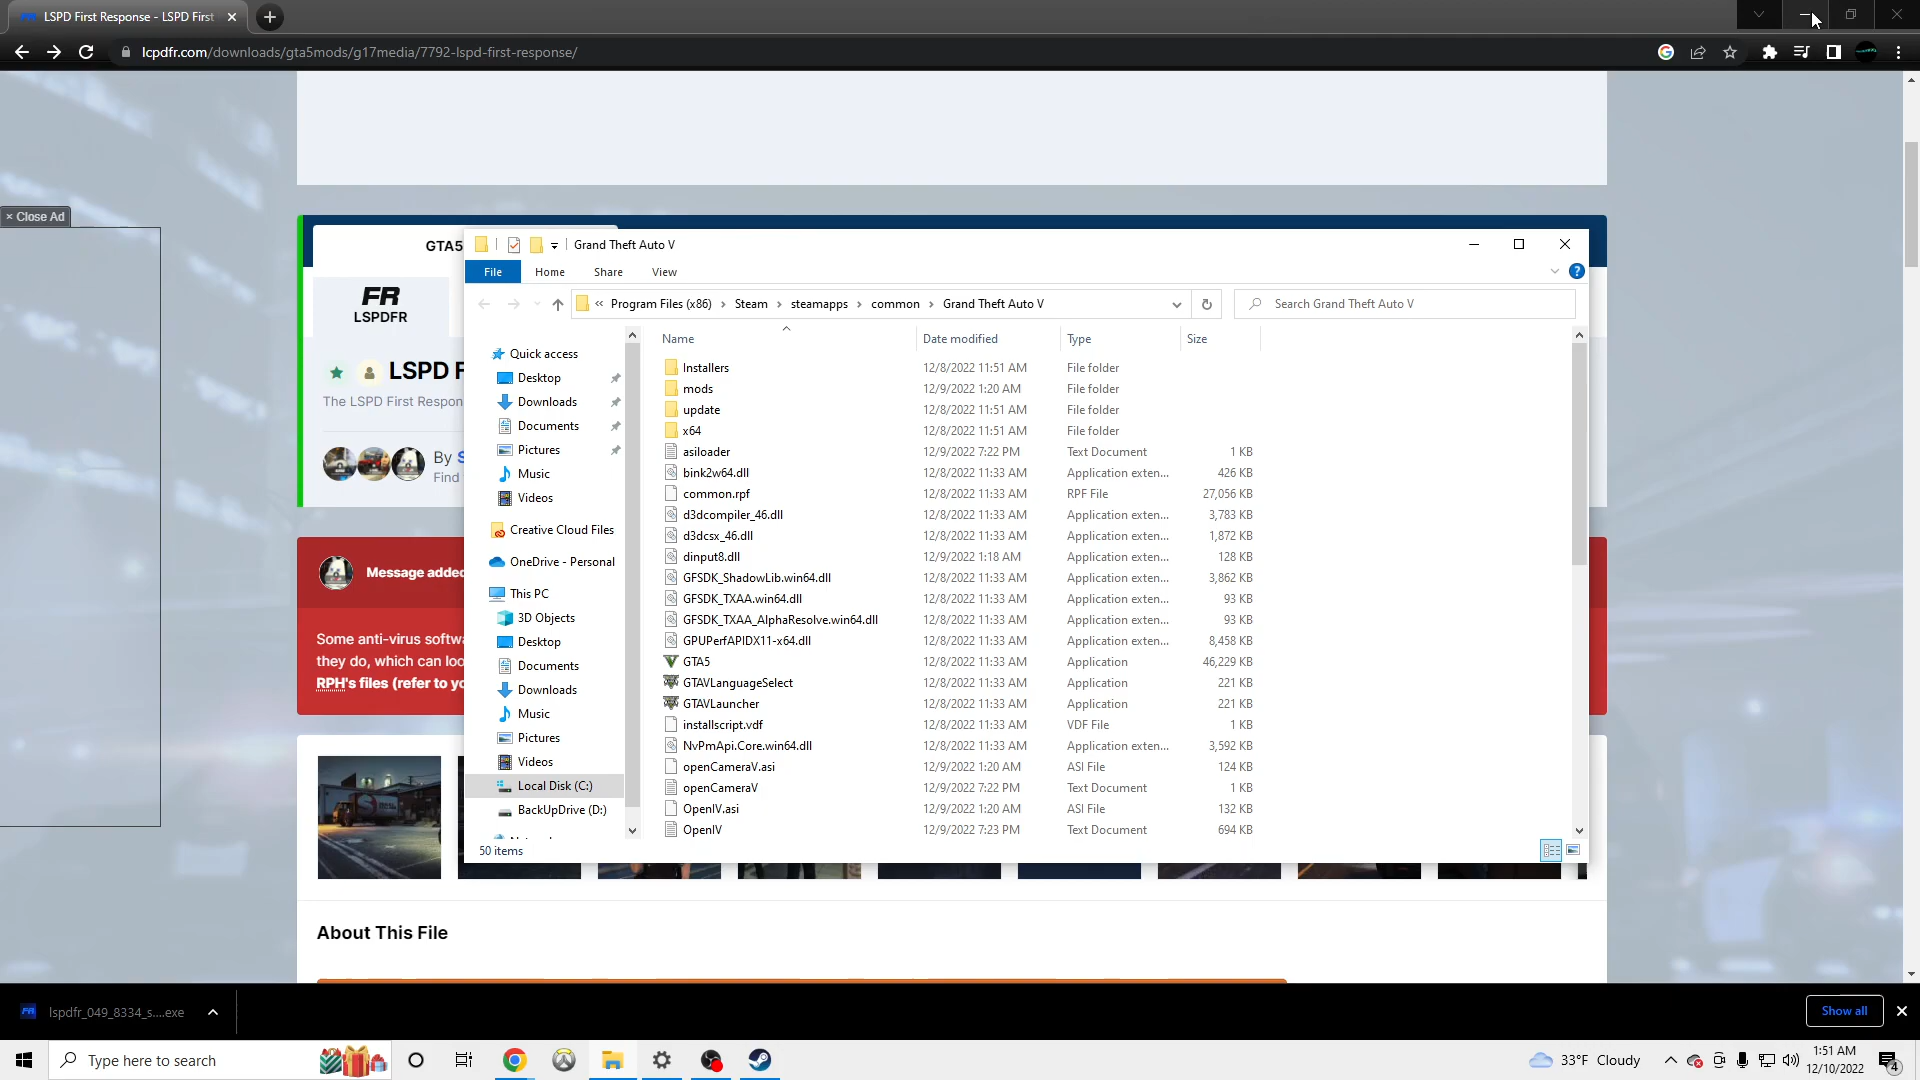 LSPD First Response - LSPD First
lcpdfr.com/downloads/gta5mods/g17media/7792-lspd-first-response/
× Close Ad
GTA5
FR
LSPDFR
LSPD F
The LSPD First Respon
By S
Find
Message added
Some anti-virus softwa
they do, which can loo
RPH's files (refer to yo
Grand Theft Auto V
File Home Share View
« Program Files (x86) › Steam › steamapps › common › Grand Theft Auto V
Search Grand Theft Auto V
Quick access
Desktop
Downloads
Documents
Pictures
Music
Videos
Creative Cloud Files
OneDrive - Personal
This PC
3D Objects
Desktop
Documents
Downloads
Music
Pictures
Videos
Local Disk (C:)
BackUpDrive (D:)
Name Date modified Type Size
Installers 12/8/2022 11:51 AM File folder
mods 12/9/2022 1:20 AM File folder
update 12/8/2022 11:51 AM File folder
x64 12/8/2022 11:51 AM File folder
asiloader 12/9/2022 7:22 PM Text Document 1 KB
bink2w64.dll 12/8/2022 11:33 AM Application exten... 426 KB
common.rpf 12/8/2022 11:33 AM RPF File 27,056 KB
d3dcompiler_46.dll 12/8/2022 11:33 AM Application exten... 3,783 KB
d3dcsx_46.dll 12/8/2022 11:33 AM Application exten... 1,872 KB
dinput8.dll 12/9/2022 1:18 AM Application exten... 128 KB
GFSDK_ShadowLib.win64.dll 12/8/2022 11:33 AM Application exten... 3,862 KB
GFSDK_TXAA.win64.dll 12/8/2022 11:33 AM Application exten... 93 KB
GFSDK_TXAA_AlphaResolve.win64.dll 12/8/2022 11:33 AM Application exten... 93 KB
GPUPerfAPIDX11-x64.dll 12/8/2022 11:33 AM Application exten... 8,458 KB
GTA5 12/8/2022 11:33 AM Application 46,229 KB
GTAVLanguageSelect 12/8/2022 11:33 AM Application 221 KB
GTAVLauncher 12/8/2022 11:33 AM Application 221 KB
installscript.vdf 12/8/2022 11:33 AM VDF File 1 KB
NvPmApi.Core.win64.dll 12/8/2022 11:33 AM Application exten... 3,592 KB
openCameraV.asi 12/9/2022 1:20 AM ASI File 124 KB
openCameraV 12/9/2022 7:22 PM Text Document 1 KB
OpenIV.asi 12/9/2022 1:20 AM ASI File 132 KB
OpenIV 12/9/2022 7:23 PM Text Document 694 KB
50 items
About This File
lspdfr_049_8334_s....exe
Show all
Type here to search
33°F Cloudy
1:51 AM
12/10/2022
4